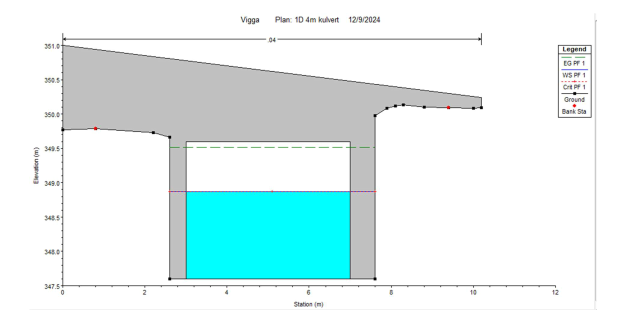 Vigga Plan: 1D 4m kulvert 12/9/2024
.04
Legend
EG PF 1
WS PF 1
Crit PF 1
Ground
Bank Sta
351.0
350.5
350.0
349.5
349.0
348.5
348.0
347.5
Elevation (m)
0 2 4 6 8 10 12
Station (m)